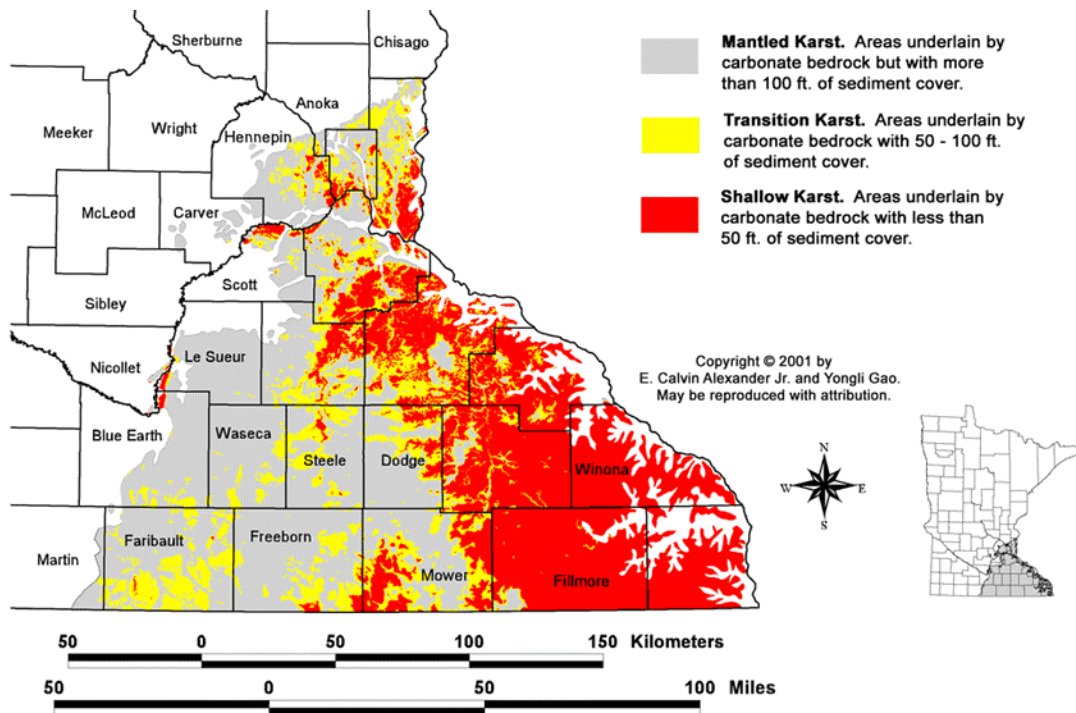 Sherburne
Chisago
Anoka
Hennepin
Meeker
Wright
McLeod
Carver
Scott
Sibley
Nicollet
Le Sueur
Blue Earth
Waseca
Steele
Dodge
Winona
Martin
Faribault
Freeborn
Mower
Fillmore
Mantled Karst. Areas underlain by
carbonate bedrock but with more
than 100 ft. of sediment cover.
Transition Karst. Areas underlain by
carbonate bedrock with 50 - 100 ft.
of sediment cover.
Shallow Karst. Areas underlain by
carbonate bedrock with less than
50 ft. of sediment cover.
Copyright © 2001 by
E. Calvin Alexander Jr. and Yongli Gao.
May be reproduced with attribution.
N
W E
S
50 0 50 100 150 Kilometers
50 0 50 100 Miles